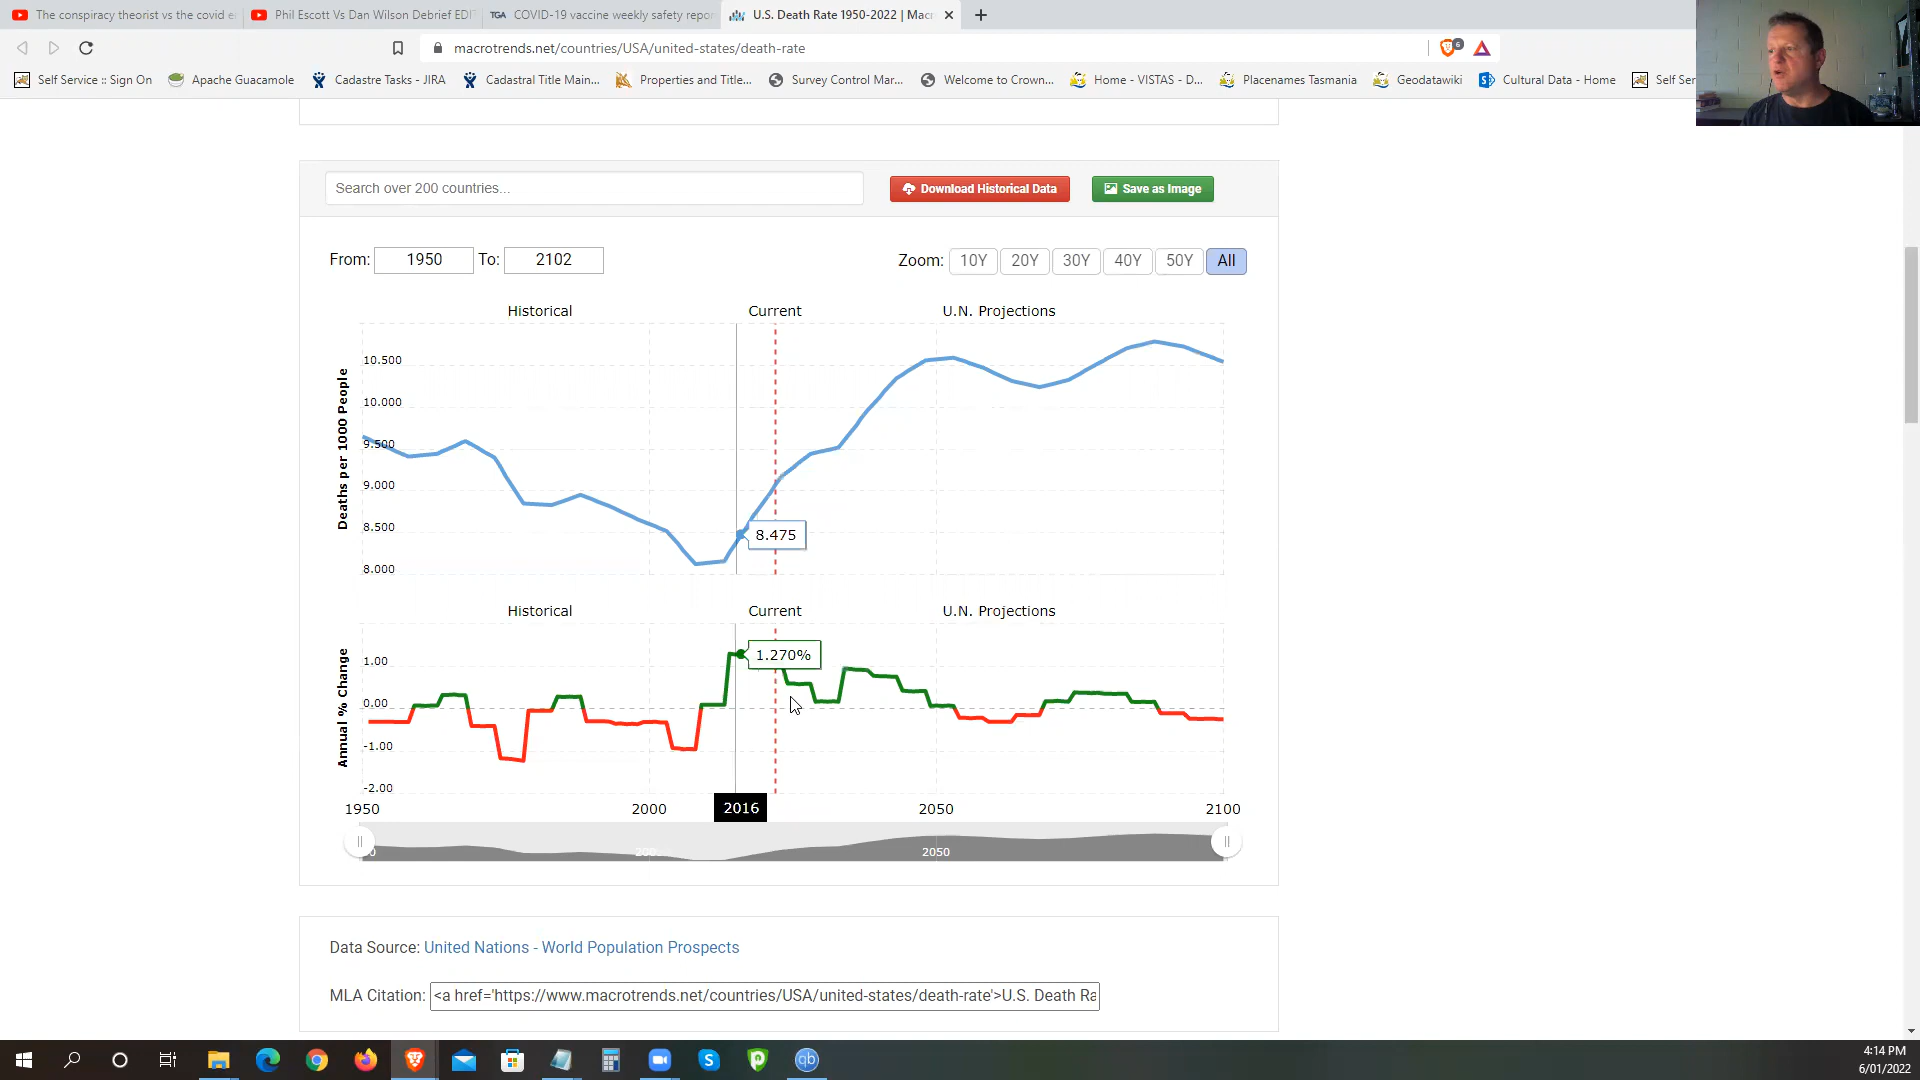 The conspiracy theorist vs the covid e
Phil Escott Vs Dan Wilson Debrief EDI
TGA COVID-19 vaccine weekly safety repor
U.S. Death Rate 1950-2022 | Mac
macrotrends.net/countries/USA/united-states/death-rate
6
Self Service :: Sign On
Apache Guacamole
Cadastre Tasks - JIRA
Cadastral Title Main...
Properties and Title...
Survey Control Mar...
Welcome to Crown...
Home - VISTAS - D...
Placenames Tasmania
Geodatawiki
Cultural Data - Home
Self Ser
Search over 200 countries...
Download Historical Data
Save as Image
From: 1950 To: 2102
Zoom: 10Y 20Y 30Y 40Y 50Y All
Historical
Current
U.N. Projections
Deaths per 1000 People
10.500
10.000
9.500
9.000
8.500
8.000
8.475
Historical
Current
U.N. Projections
Annual % Change
1.00
0.00
-1.00
-2.00
1.270%
1950
2000
2016
2050
2100
2050
Data Source: United Nations - World Population Prospects
MLA Citation: <a href='https://www.macrotrends.net/countries/USA/united-states/death-rate'>U.S. Death Ra
S
qb
4:14 PM
6/01/2022